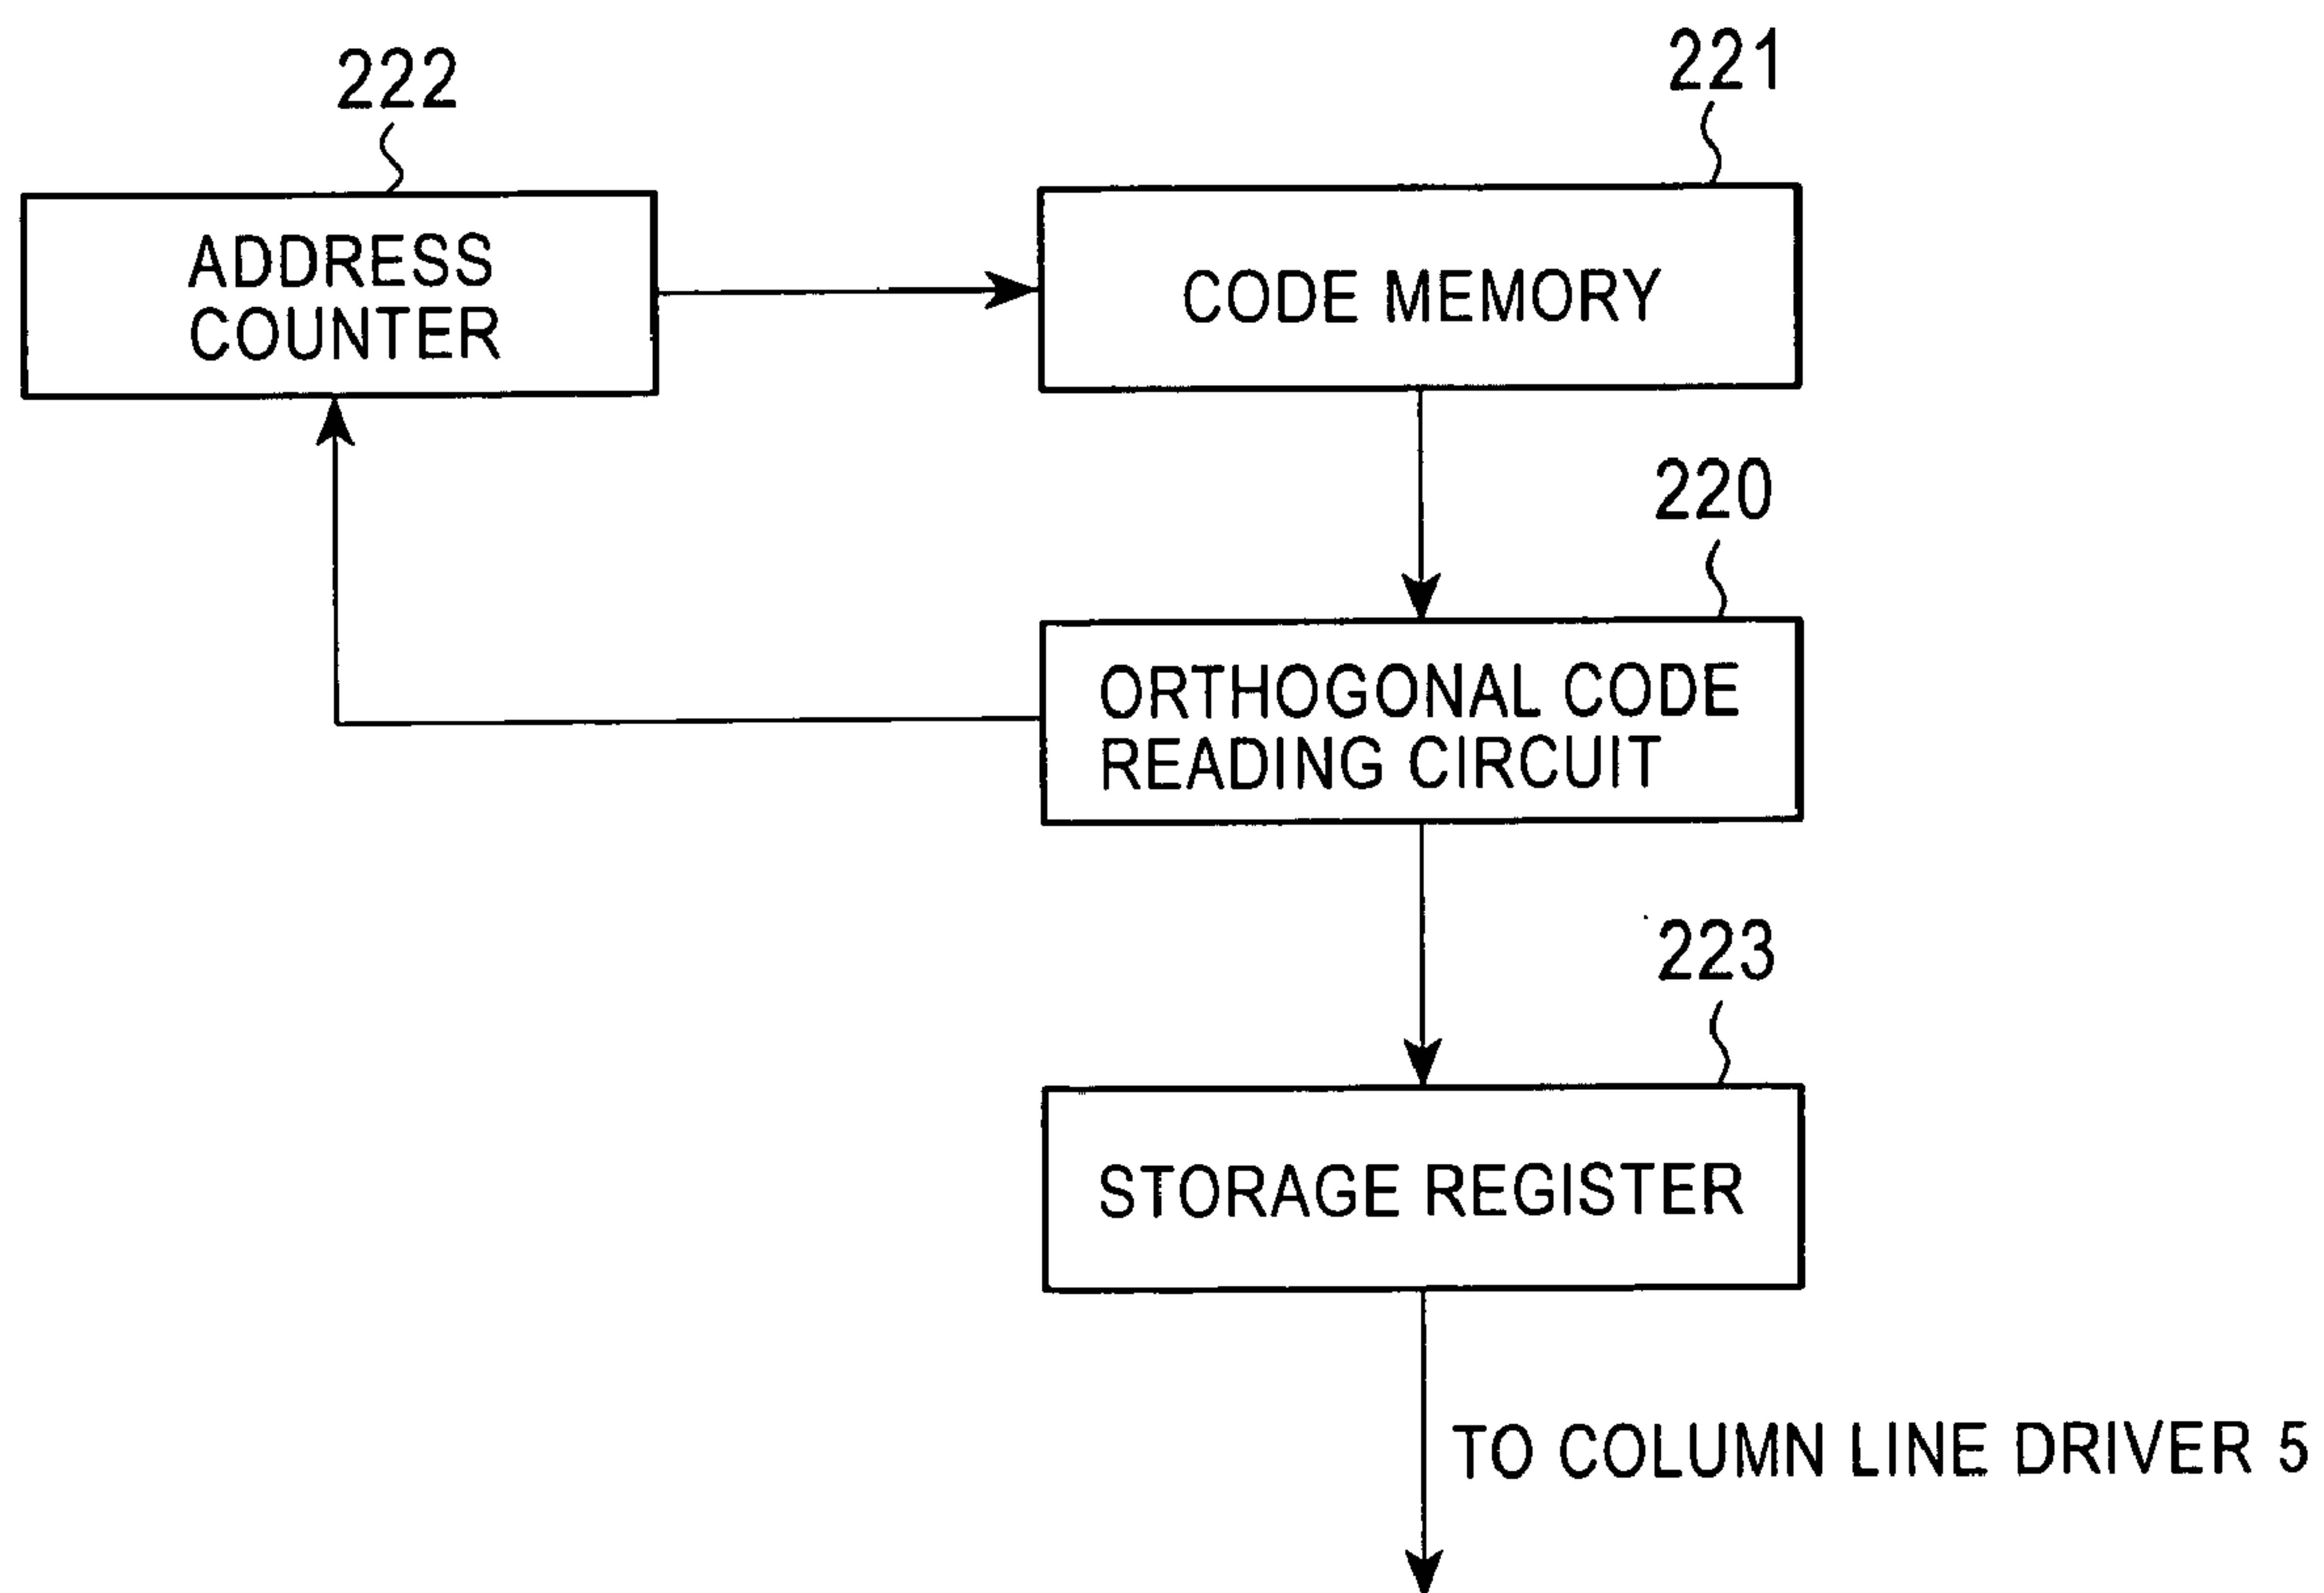 222
221
ADDRESS
COUNTER
CODE MEMORY
220
ORTHOGONAL CODE
READING CIRCUIT
223
STORAGE REGISTER
TO COLUMN LINE DRIVER 5